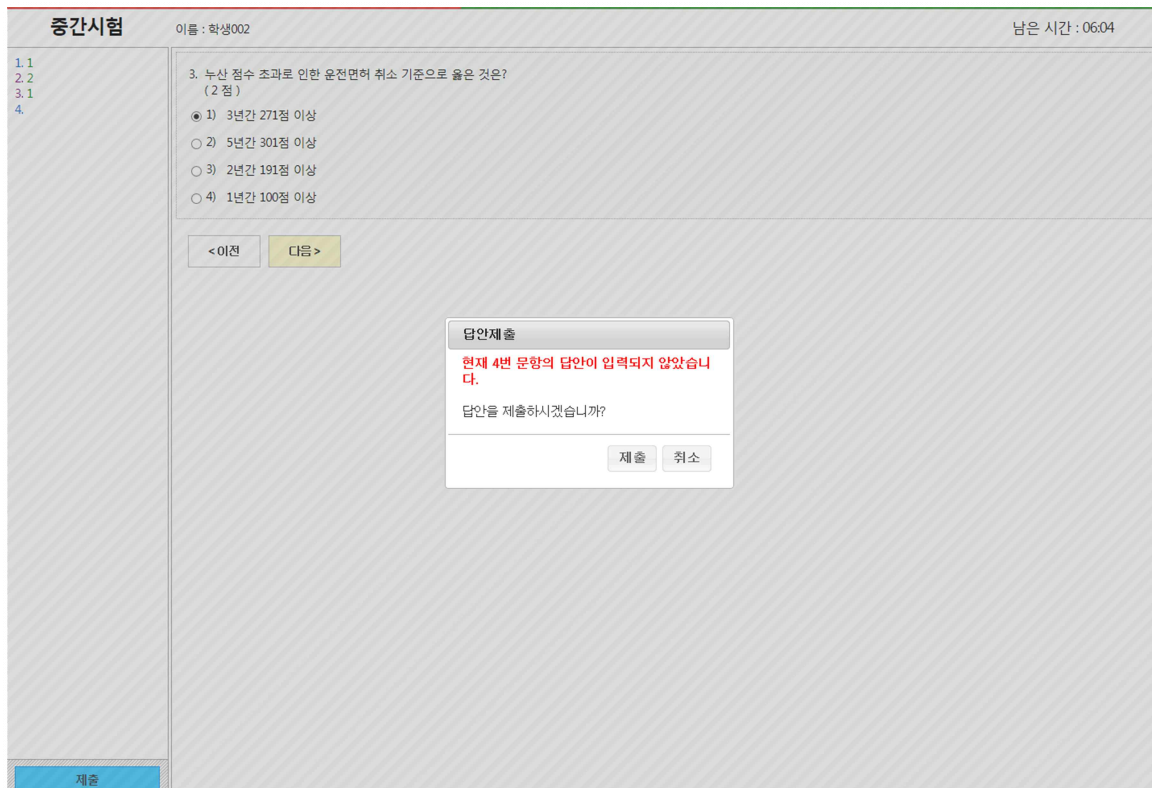 중간시험
이름 : 학생002
남은 시간 : 06:04
1. 1
2. 2
3. 1
4.
3. 누산 점수 초과로 인한 운전면허 취소 기준으로 옳은 것은?
( 2 점 )
1) 3년간 271점 이상
2) 5년간 301점 이상
3) 2년간 191점 이상
4) 1년간 100점 이상
< 이전
다음 >
답안제출
현재 4번 문항의 답안이 입력되지 않았습니
다.
답안을 제출하시겠습니까?
제출
취소
제출